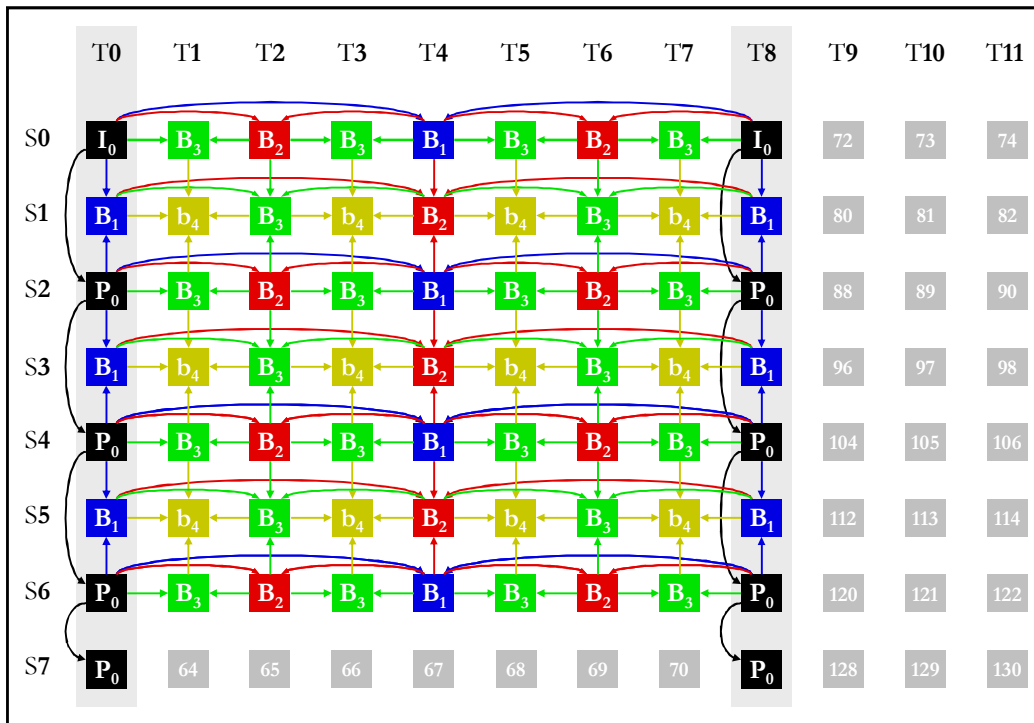 T0 T1 T2 T3 T4 T5 T6 T7 T8 T9 T10 T11
S0 I0 B3 B2 B3 B1 B3 B2 B3 I0 72 73 74
S1 B1 b4 B3 b4 B2 b4 B3 b4 B1 80 81 82
S2 P0 B3 B2 B3 B1 B3 B2 B3 P0 88 89 90
S3 B1 b4 B3 b4 B2 b4 B3 b4 B1 96 97 98
S4 P0 B3 B2 B3 B1 B3 B2 B3 P0 104 105 106
S5 B1 b4 B3 b4 B2 b4 B3 b4 B1 112 113 114
S6 P0 B3 B2 B3 B1 B3 B2 B3 P0 120 121 122
S7 P0 64 65 66 67 68 69 70 P0 128 129 130